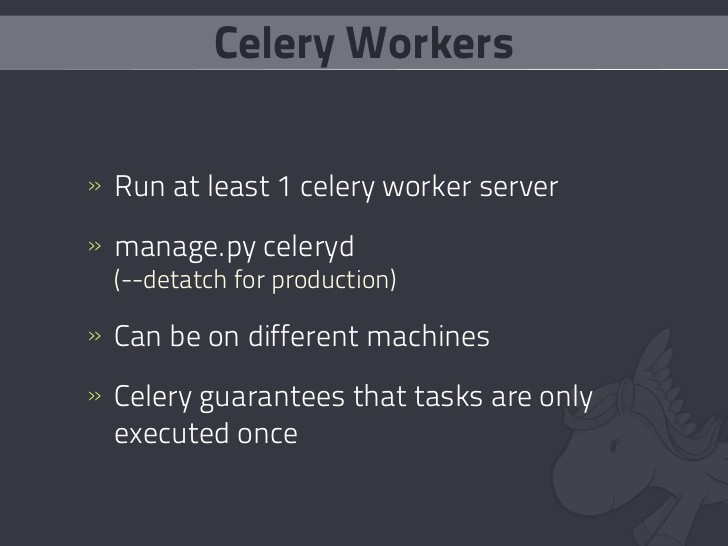 Celery Workers
» Run at least 1 celery worker server
» manage.py celeryd
(--detatch for production)
» Can be on different machines
» Celery guarantees that tasks are only
executed once